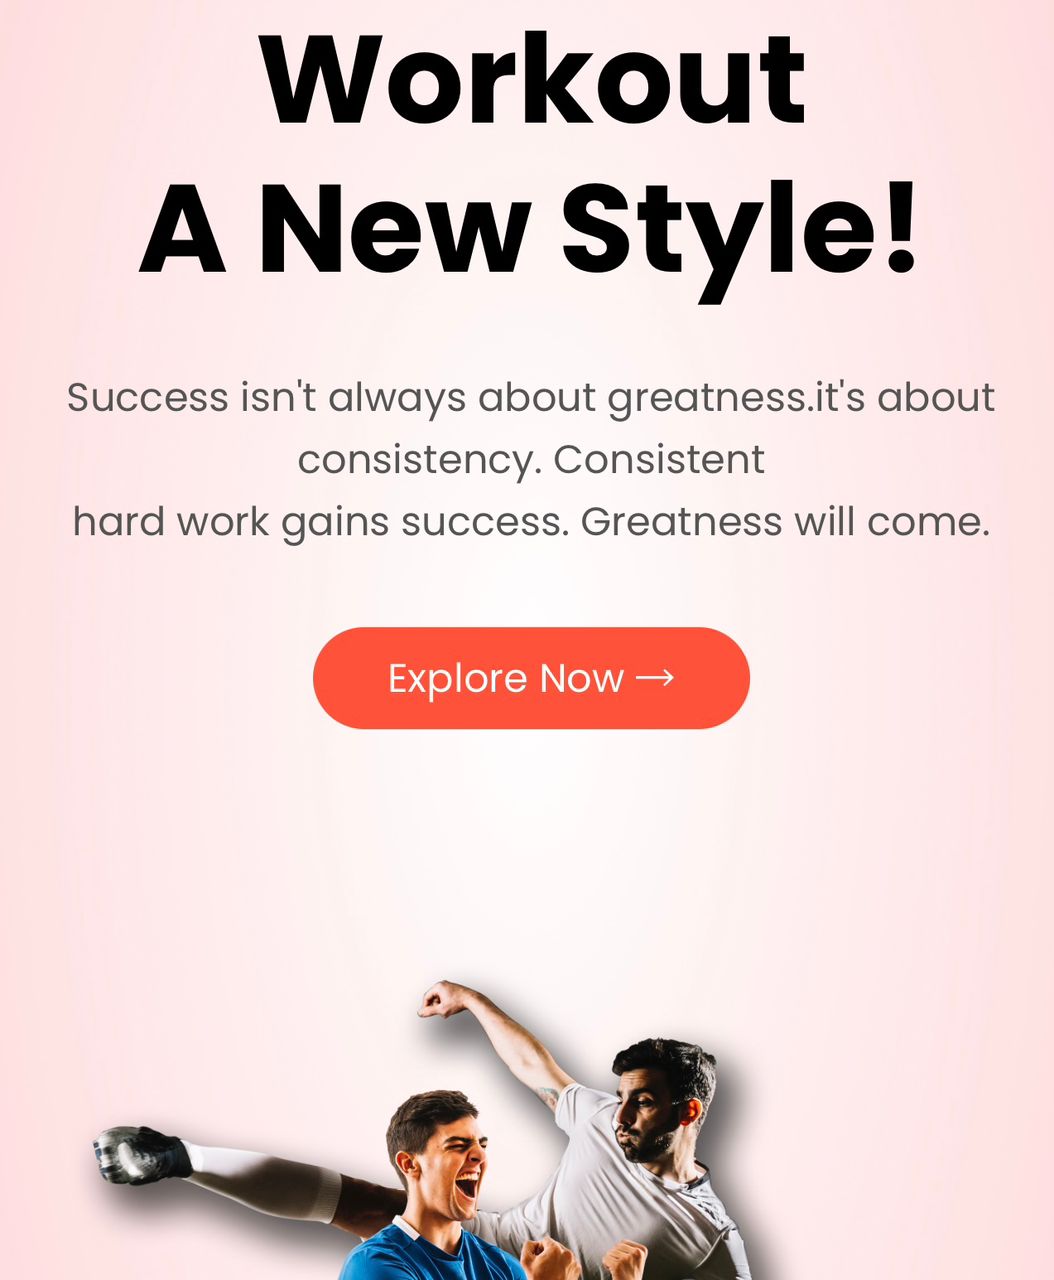 Workout
A New Style!
Success isn't always about greatness.it's about
consistency. Consistent
hard work gains success. Greatness will come.
Explore Now →